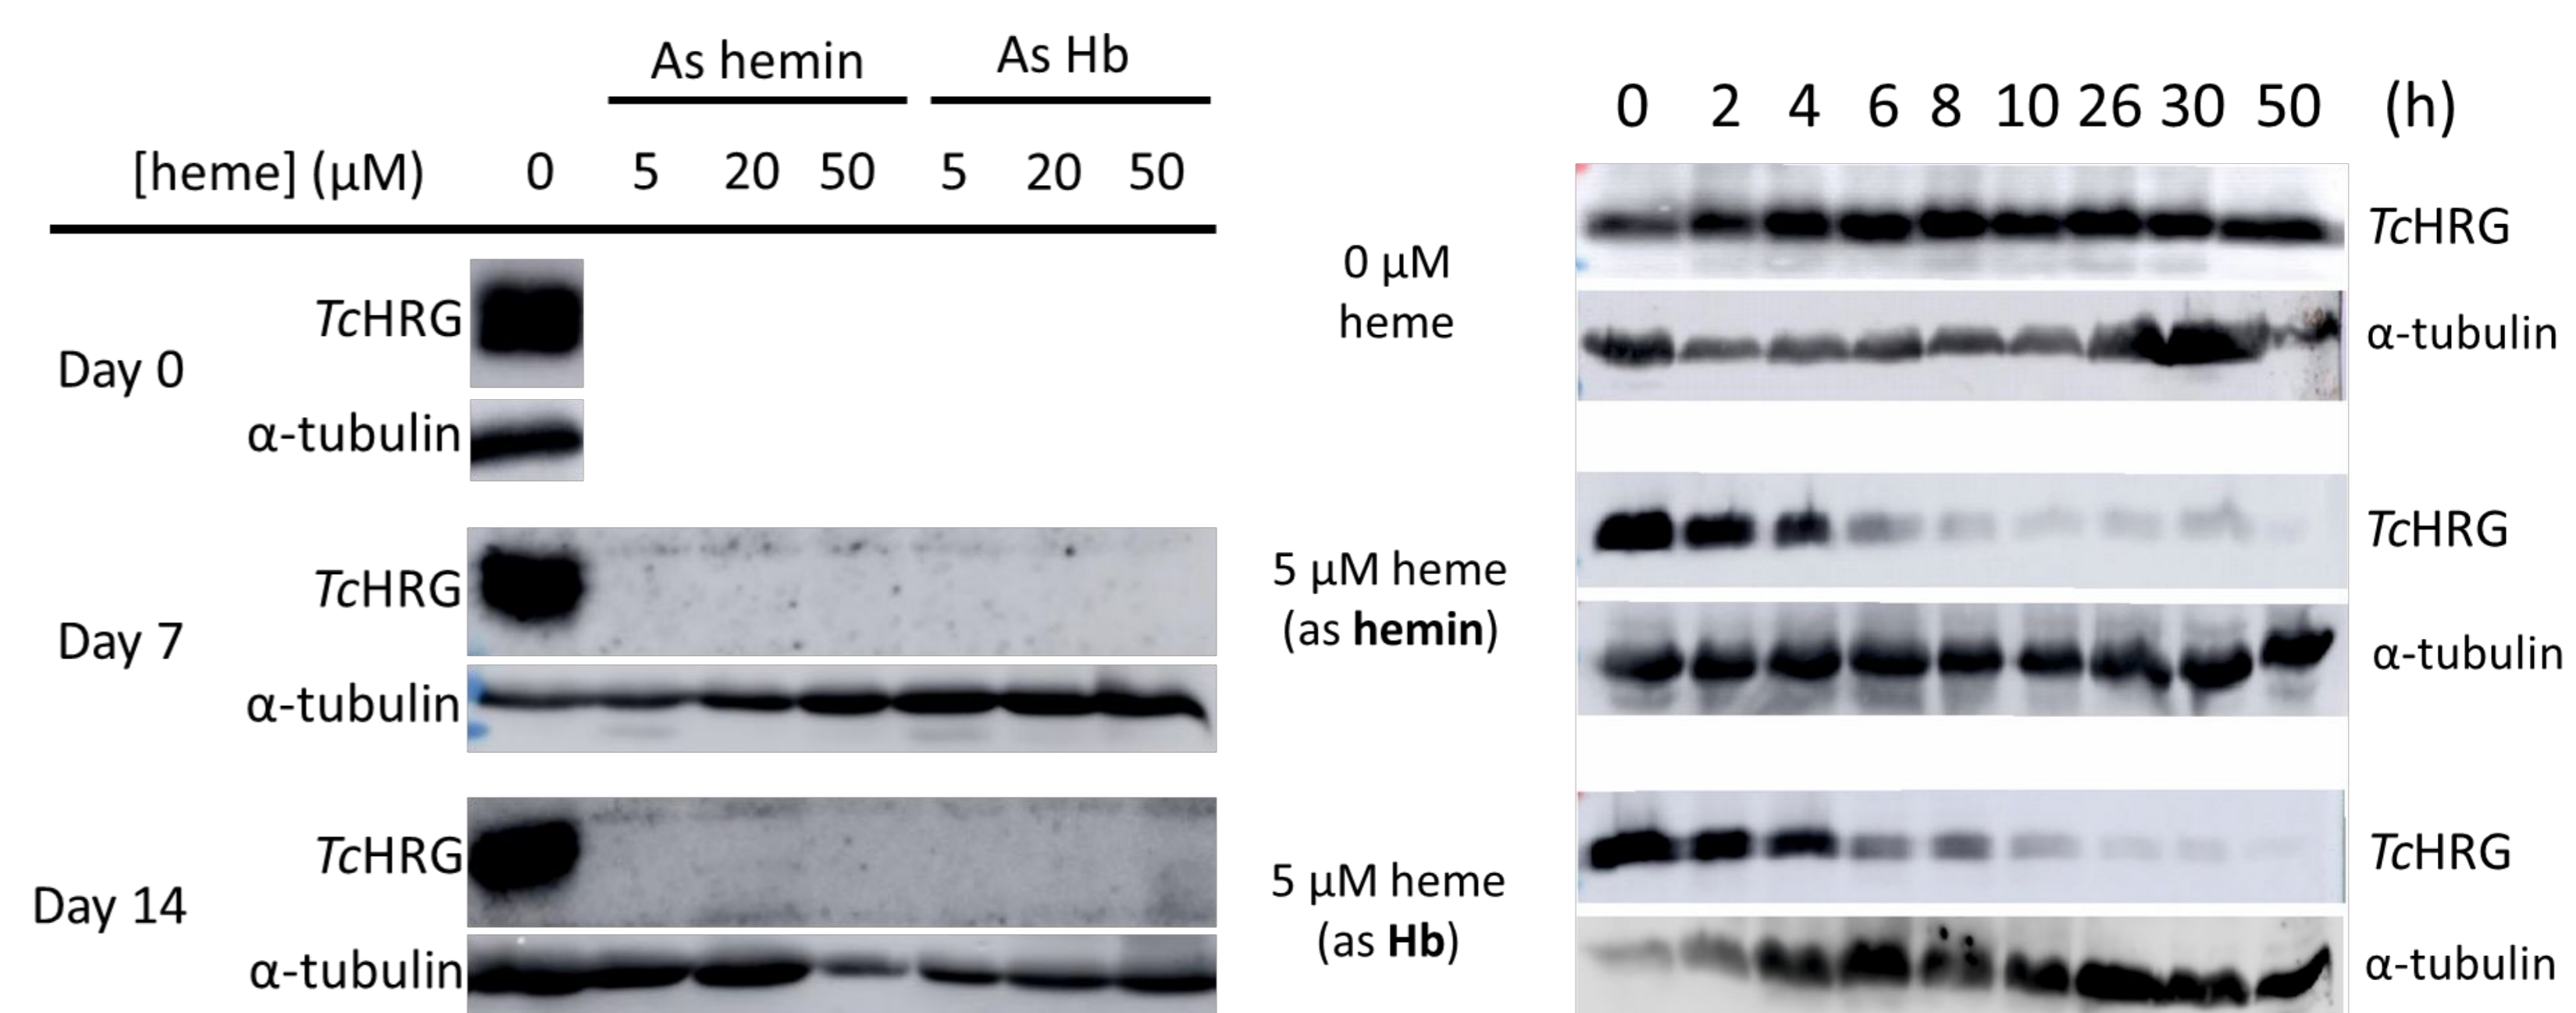 As hemin As Hb
[heme] (µM) 0 5 20 50 5 20 50
Day 0
TcHRG
α-tubulin
Day 7
TcHRG
α-tubulin
Day 14
TcHRG
α-tubulin
0 2 4 6 8 10 26 30 50 (h)
0 µM
heme
TcHRG
α-tubulin
5 µM heme
(as hemin)
TcHRG
α-tubulin
5 µM heme
(as Hb)
TcHRG
α-tubulin